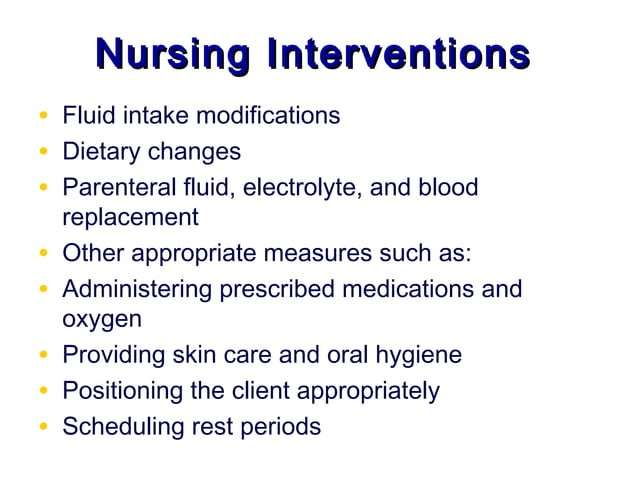 Nursing Interventions
• Fluid intake modifications
• Dietary changes
• Parenteral fluid, electrolyte, and blood
replacement
• Other appropriate measures such as:
• Administering prescribed medications and
oxygen
• Providing skin care and oral hygiene
• Positioning the client appropriately
• Scheduling rest periods